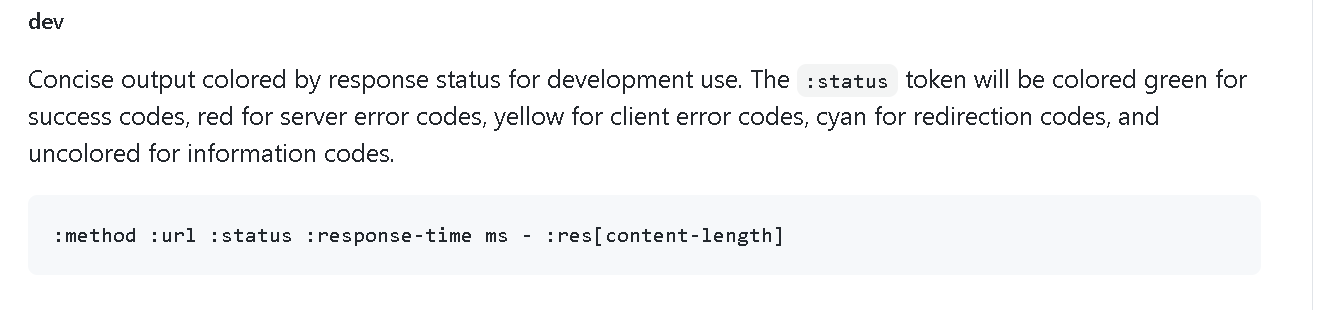 dev
Concise output colored by response status for development use. The :status token will be colored green for
success codes, red for server error codes, yellow for client error codes, cyan for redirection codes, and
uncolored for information codes.
:method :url :status :response-time ms - :res[content-length]